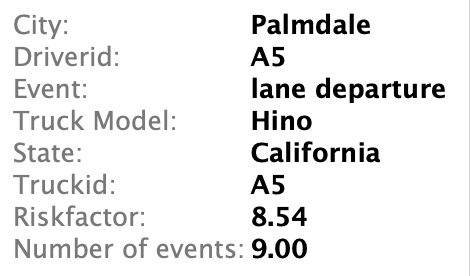 City: Palmdale
Driverid: A5
Event: lane departure
Truck Model: Hino
State: California
Truckid: A5
Riskfactor: 8.54
Number of events: 9.00